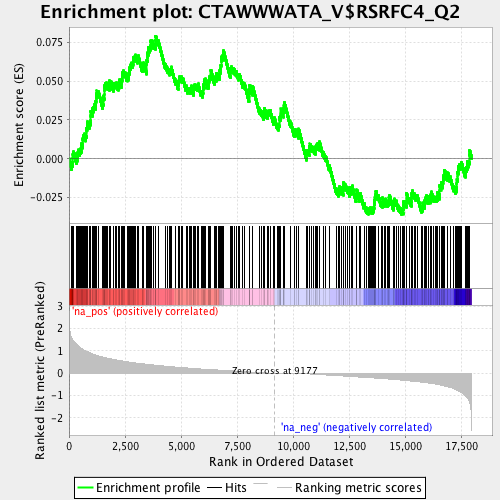 Enrichment plot: CTAWWWATA_V$RSRFC4_Q2
Enrichment score (ES)
0.075
0.050
0.025
0.000
-0.025
'na_pos' (positively correlated)
Zero cross at 9177
'na_neg' (negatively correlated)
Ranked list metric (PreRanked)
3
2
1
0
-1
-2
0
2,500
5,000
7,500
10,000
12,500
15,000
17,500
Rank in Ordered Dataset
Enrichment profile
Hits
Ranking metric scores